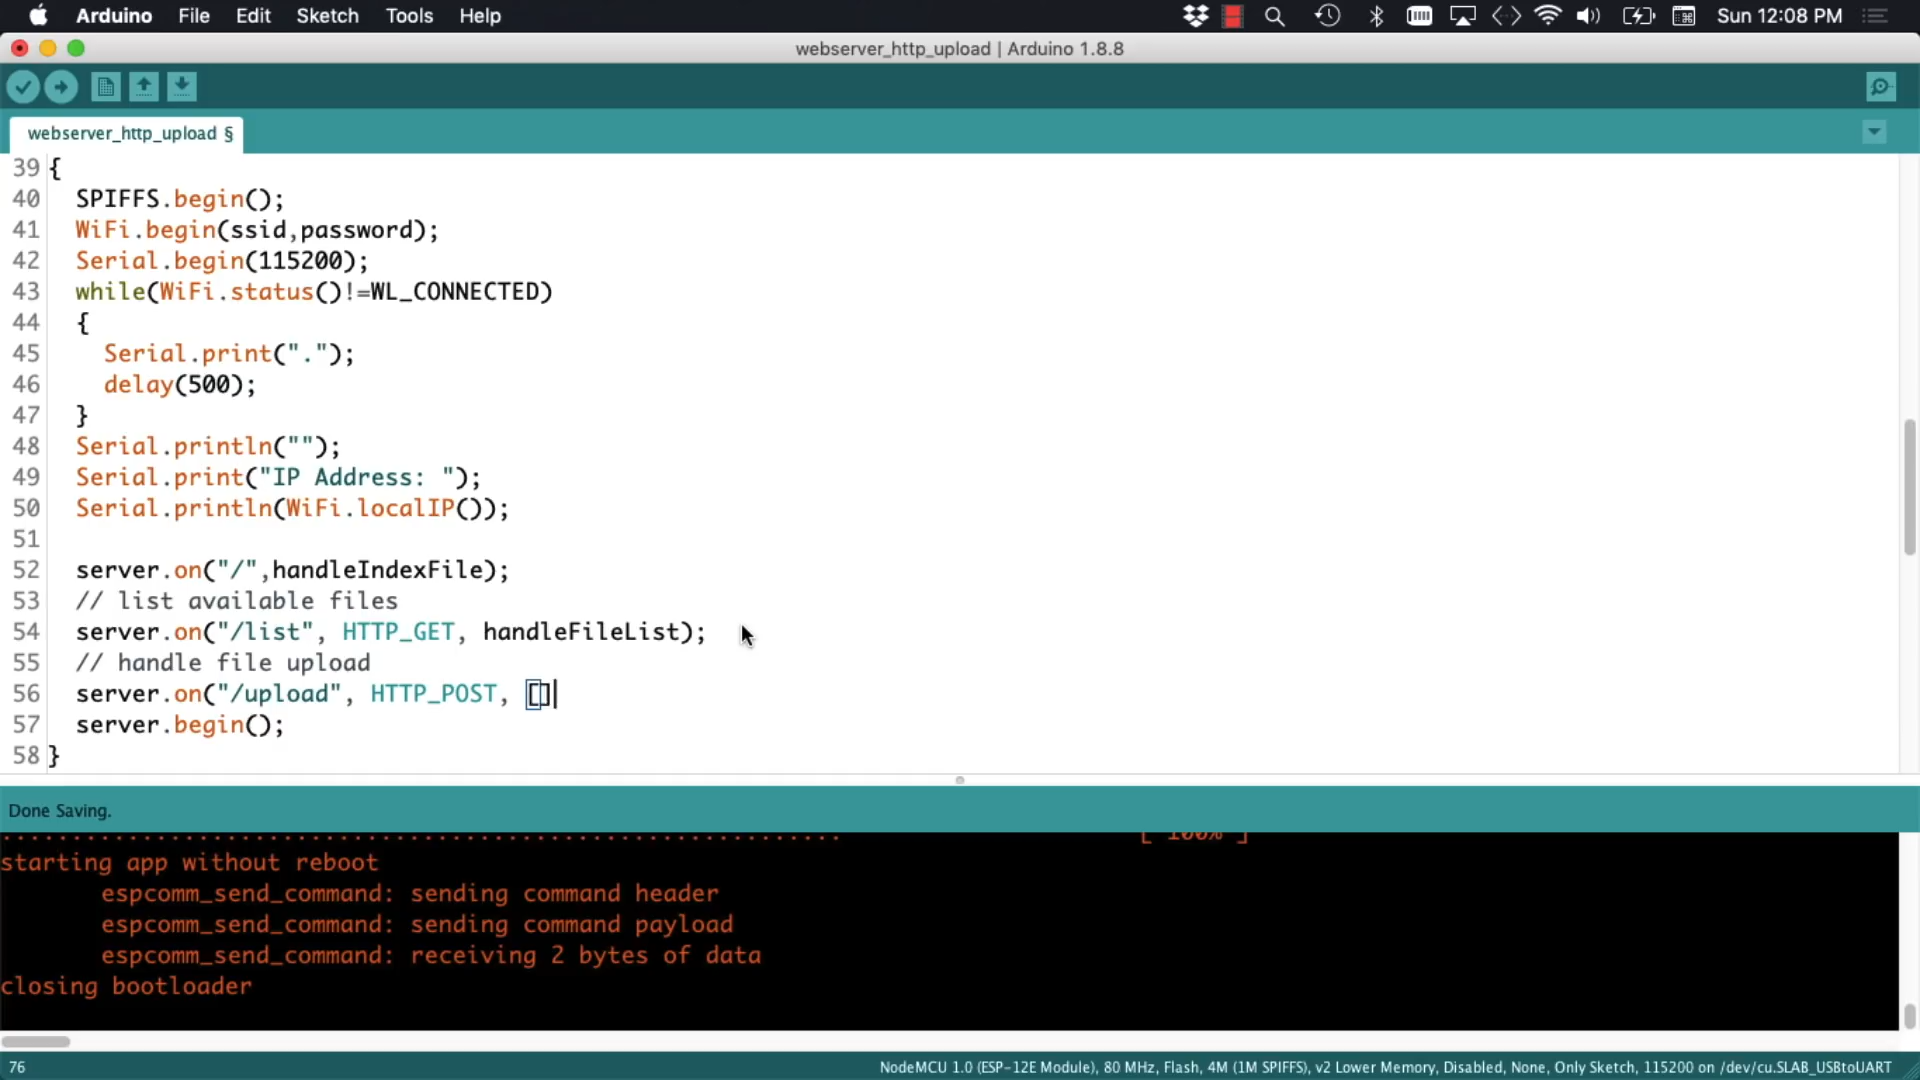 Arduino File Edit Sketch Tools Help Sun 12:08 PM
webserver_http_upload | Arduino 1.8.8
webserver_http_upload §
39 {
40 SPIFFS.begin();
41 WiFi.begin(ssid,password);
42 Serial.begin(115200);
43 while(WiFi.status()!=WL_CONNECTED)
44 {
45 Serial.print(".");
46 delay(500);
47 }
48 Serial.println("");
49 Serial.print("IP Address: ");
50 Serial.println(WiFi.localIP());
51
52 server.on("/",handleIndexFile);
53 // list available files
54 server.on("/list", HTTP_GET, handleFileList);
55 // handle file upload
56 server.on("/upload", HTTP_POST, []
57 server.begin();
58 }
Done Saving.
................................................................ [ 100% ]
starting app without reboot
espcomm_send_command: sending command header
espcomm_send_command: sending command payload
espcomm_send_command: receiving 2 bytes of data
closing bootloader
76 NodeMCU 1.0 (ESP-12E Module), 80 MHz, Flash, 4M (1M SPIFFS), v2 Lower Memory, Disabled, None, Only Sketch, 115200 on /dev/cu.SLAB_USBtoUART